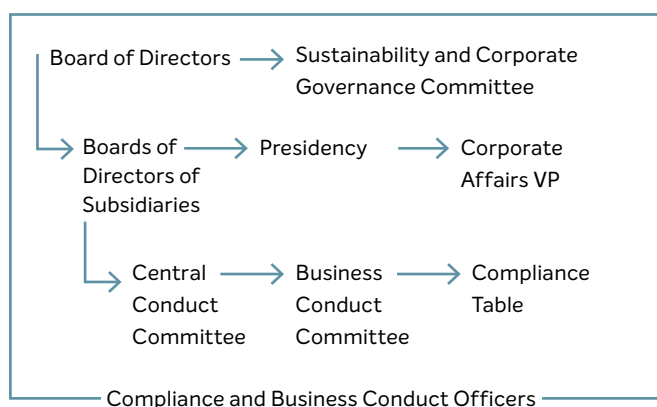 Board of Directors
Sustainability and Corporate
Governance Committee
Boards of
Directors of
Subsidiaries
Presidency
Corporate
Affairs VP
Central
Conduct
Committee
Business
Conduct
Committee
Compliance
Table
Compliance and Business Conduct Officers